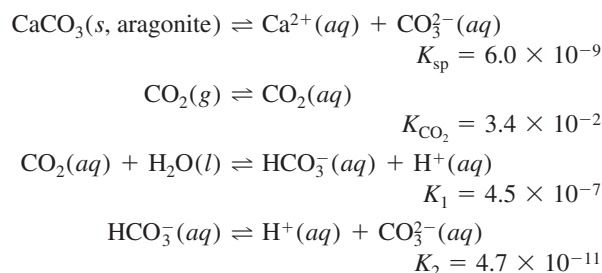 CaCO₃(s, aragonite) ⇌ Ca²⁺(aq) + CO₃²⁻(aq)
K_sp = 6.0 × 10⁻⁹
CO₂(g) ⇌ CO₂(aq)
K_CO₂ = 3.4 × 10⁻²
CO₂(aq) + H₂O(l) ⇌ HCO₃⁻(aq) + H⁺(aq)
K₁ = 4.5 × 10⁻⁷
HCO₃⁻(aq) ⇌ H⁺(aq) + CO₃²⁻(aq)
K₂ = 4.7 × 10⁻¹¹